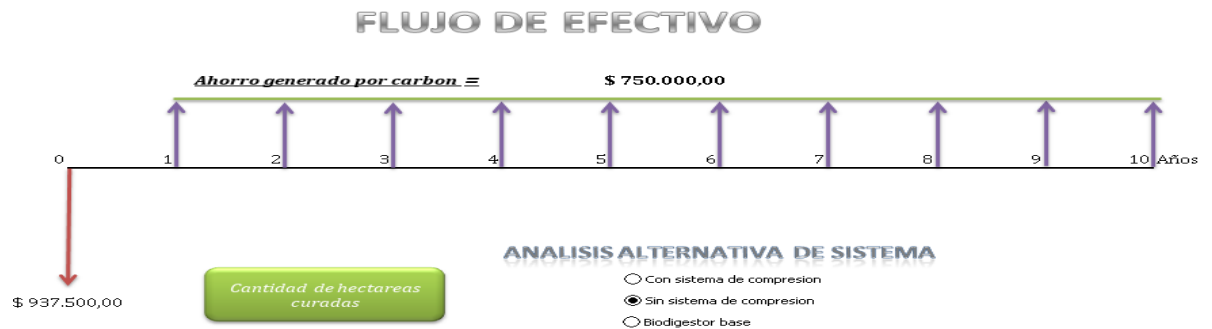 FLUJO DE EFECTIVO
Ahorro generado por carbon =
$ 750.000,00
0 1 2 3 4 5 6 7 8 9 10 Años
$ 937.500,00
Cantidad de hectareas
curadas
ANALISIS ALTERNATIVA DE SISTEMA
Con sistema de compresion
Sin sistema de compresion
Biodigestor base